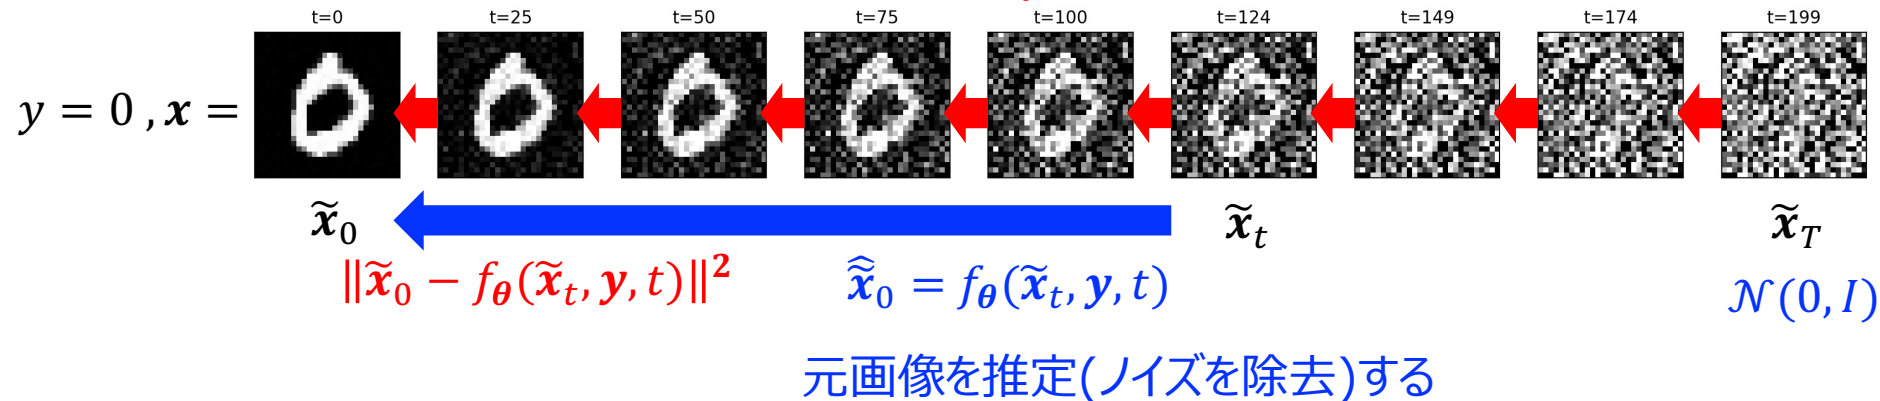 t=0 t=25 t=50 t=75 t=100 t=124 t=149 t=174 t=199
y = 0 , x =
x̃₀ x̃ₜ x̃_T
‖x̃₀ − f_θ(x̃ₜ, y, t)‖² x̃̂₀ = f_θ(x̃ₜ, y, t) 𝒩(0, I)
元画像を推定(ノイズを除去)する